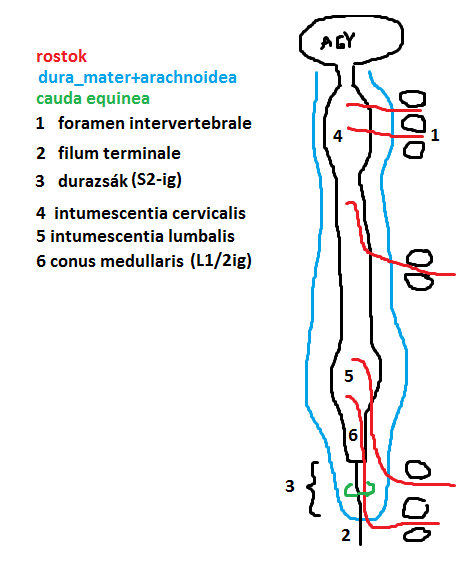 AGY
rostok
dura_mater+arachnoidea
cauda equinea
1 foramen intervertebrale
2 filum terminale
3 durazsák (S2-ig)
4 intumescentia cervicalis
5 intumescentia lumbalis
6 conus medullaris (L1/2ig)
4
1
5
6
3
2